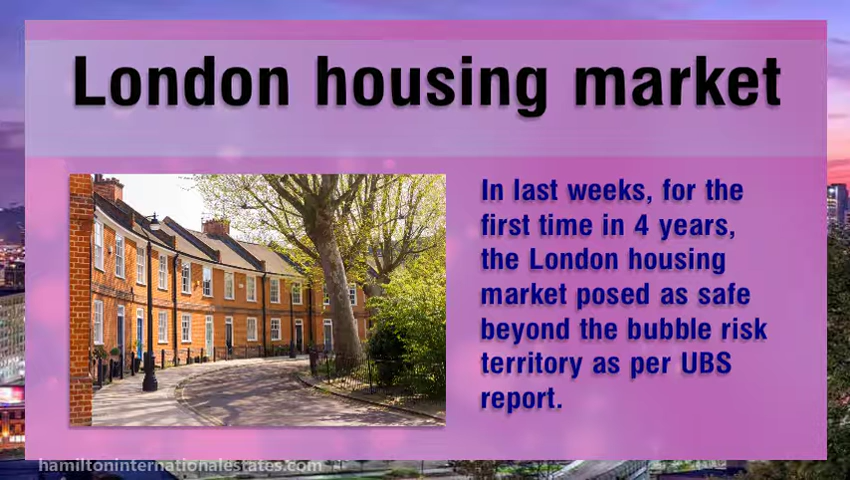 London housing market
In last weeks, for the
first time in 4 years,
the London housing
market posed as safe
beyond the bubble risk
territory as per UBS
report.
hamiltoninternationalestates.com